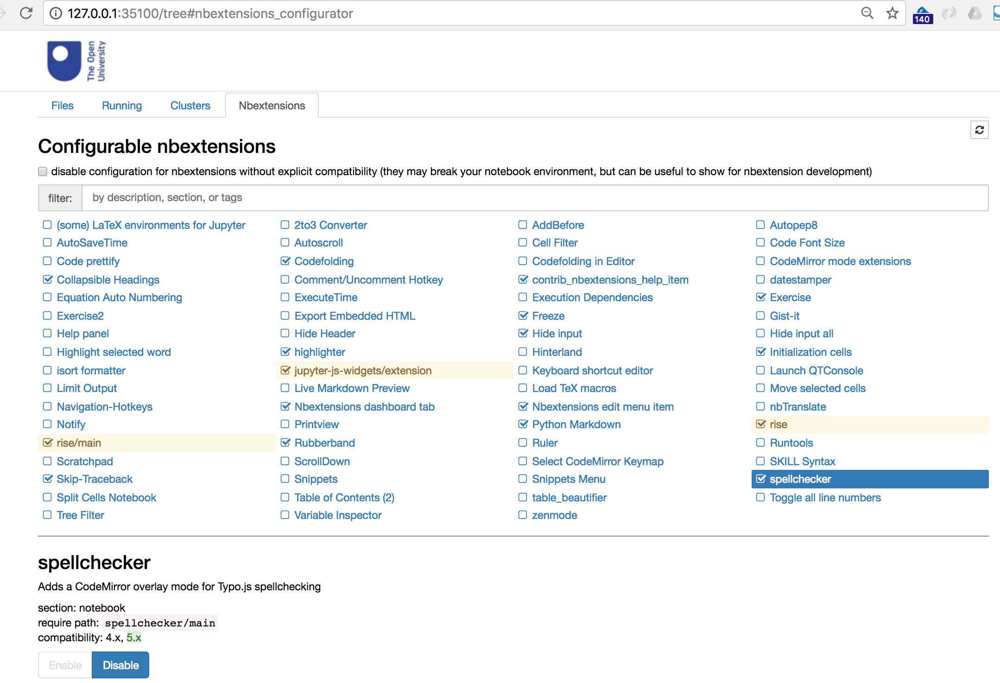 127.0.0.1:35100/tree#nbextensions_configurator
140
The Open
University
Files Running Clusters Nbextensions
Configurable nbextensions
disable configuration for nbextensions without explicit compatibility (they may break your notebook environment, but can be useful to show for nbextension development)
filter: by description, section, or tags
(some) LaTeX environments for Jupyter 2to3 Converter AddBefore Autopep8
AutoSaveTime Autoscroll Cell Filter Code Font Size
Code prettify Codefolding Codefolding in Editor CodeMirror mode extensions
Collapsible Headings Comment/Uncomment Hotkey contrib_nbextensions_help_item datestamper
Equation Auto Numbering ExecuteTime Execution Dependencies Exercise
Exercise2 Export Embedded HTML Freeze Gist-it
Help panel Hide Header Hide input Hide input all
Highlight selected word highlighter Hinterland Initialization cells
isort formatter jupyter-js-widgets/extension Keyboard shortcut editor Launch QTConsole
Limit Output Live Markdown Preview Load TeX macros Move selected cells
Navigation-Hotkeys Nbextensions dashboard tab Nbextensions edit menu item nbTranslate
Notify Printview Python Markdown rise
rise/main Rubberband Ruler Runtools
Scratchpad ScrollDown Select CodeMirror Keymap SKILL Syntax
Skip-Traceback Snippets Snippets Menu spellchecker
Split Cells Notebook Table of Contents (2) table_beautifier Toggle all line numbers
Tree Filter Variable Inspector zenmode
spellchecker
Adds a CodeMirror overlay mode for Typo.js spellchecking
section: notebook
require path: spellchecker/main
compatibility: 4.x, 5.x
Enable Disable